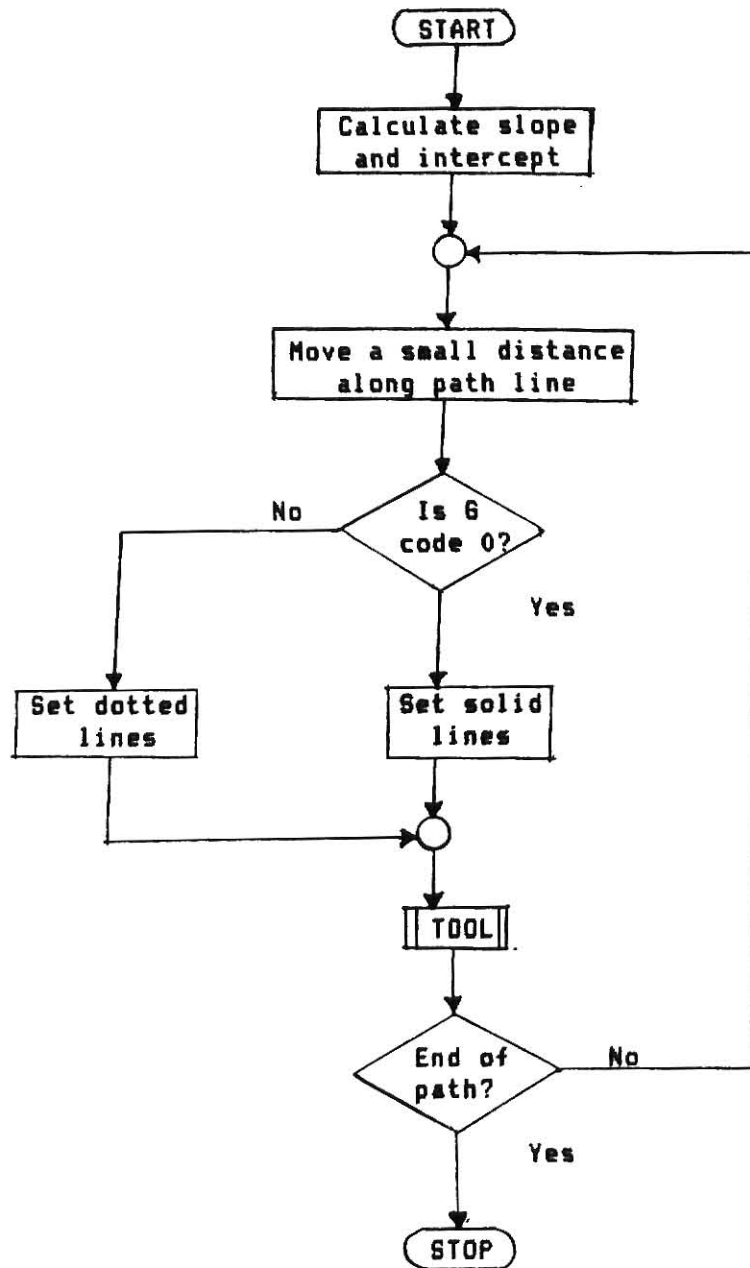 START
Calculate slope
and intercept
Move a small distance
along path line
Is G
code 0?
No
Yes
Set dotted
lines
Set solid
lines
TOOL
End of
path?
No
Yes
STOP